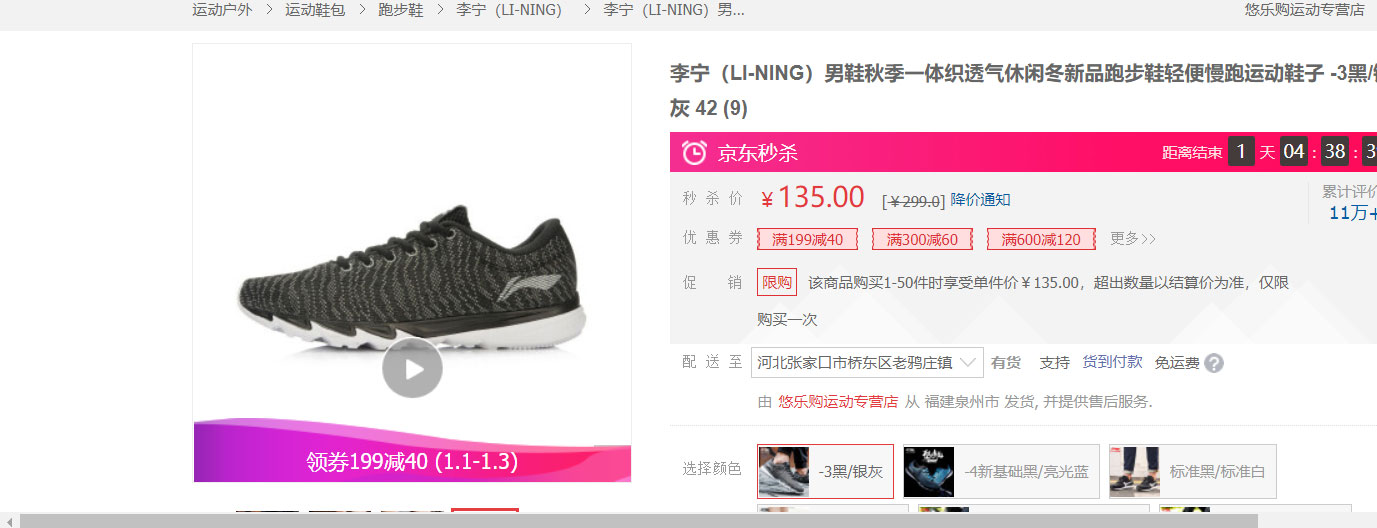 运动户外 > 运动鞋包 > 跑步鞋 > 李宁（LI-NING） > 李宁（LI-NING）男...
悠乐购运动专营店
李宁（LI-NING）男鞋秋季一体织透气休闲冬新品跑步鞋轻便慢跑运动鞋子 -3黑/
灰 42 (9)
京东秒杀
距离结束 1 天 04 : 38 : 3
秒杀价 ￥135.00 [￥299.0] 降价通知
累计评价
11万+
优惠券 满199减40 满300减60 满600减120 更多>>
促销 限购 该商品购买1-50件时享受单件价￥135.00，超出数量以结算价为准，仅限
购买一次
配送至 河北张家口市桥东区老鸦庄镇 有货 支持 货到付款 免运费 ?
由 悠乐购运动专营店 从 福建泉州市 发货, 并提供售后服务.
领券199减40 (1.1-1.3)
选择颜色 -3黑/银灰 -4新基础黑/亮光蓝 标准黑/标准白